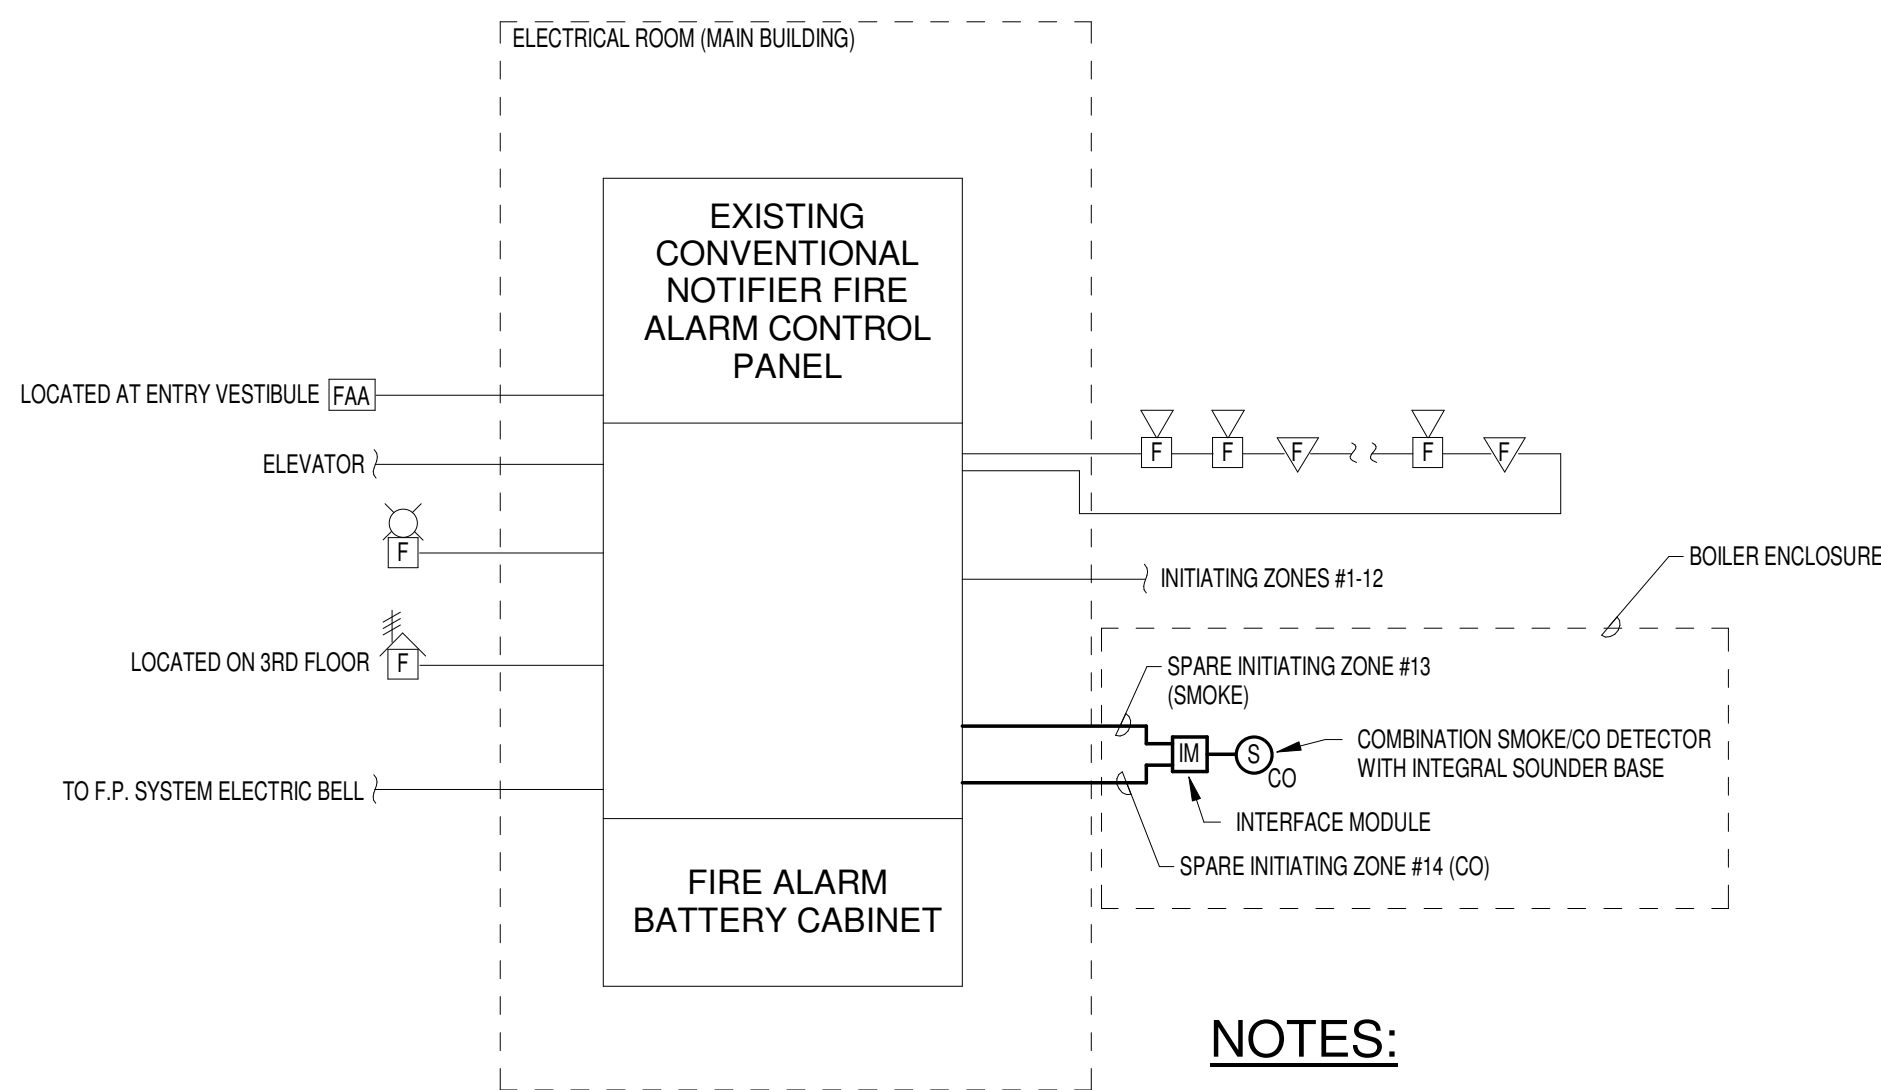 ELECTRICAL ROOM (MAIN BUILDING)
EXISTING
CONVENTIONAL
NOTIFIER FIRE
ALARM CONTROL
PANEL
LOCATED AT ENTRY VESTIBULE FAA
ELEVATOR
F
LOCATED ON 3RD FLOOR F
TO F.P. SYSTEM ELECTRIC BELL
FIRE ALARM
BATTERY CABINET
F F F F F
INITIATING ZONES #1-12
BOILER ENCLOSURE
SPARE INITIATING ZONE #13
(SMOKE)
IM S CO
COMBINATION SMOKE/CO DETECTOR
WITH INTEGRAL SOUNDER BASE
INTERFACE MODULE
SPARE INITIATING ZONE #14 (CO)
NOTES: